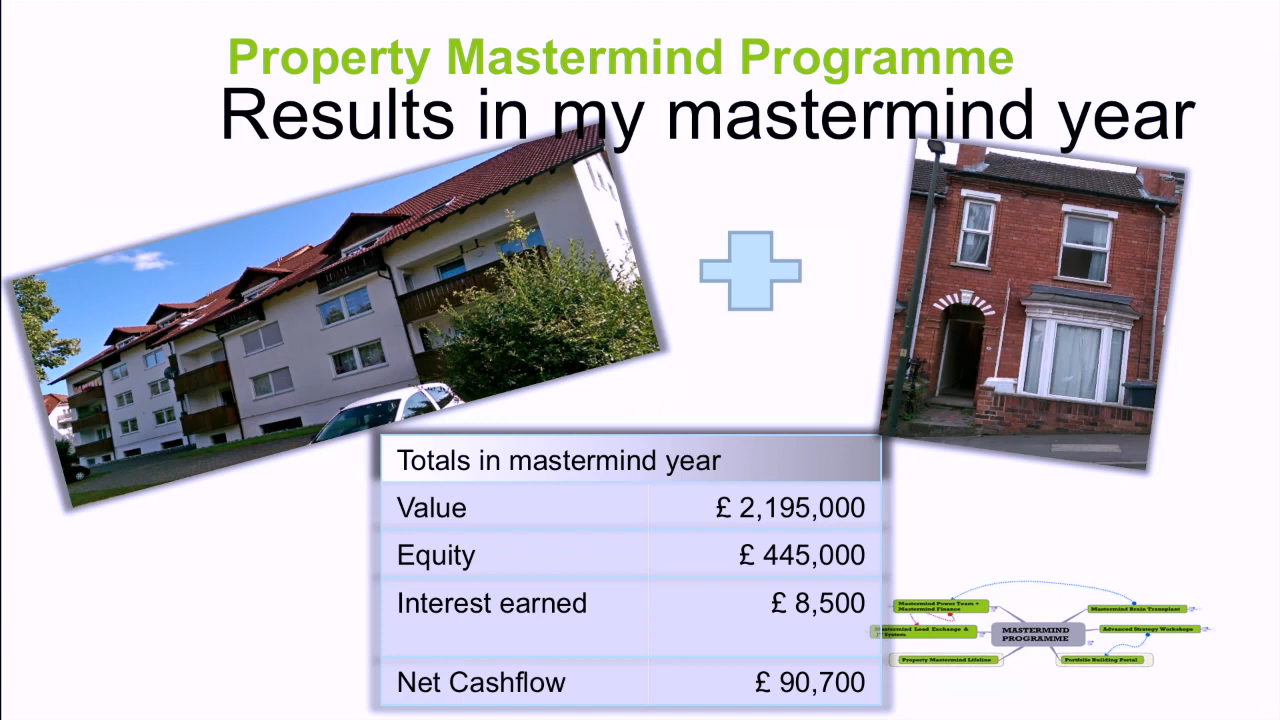 Property Mastermind Programme
Results in my mastermind year
Totals in mastermind year
Value £ 2,195,000
Equity £ 445,000
Interest earned £ 8,500
Net Cashflow £ 90,700
Mastermind Power Team +
Mastermind Finance
Mastermind Lead Exchange &
System
Property Mastermind Lifeline
MASTERMIND
PROGRAMME
Mastermind Brain Transplant
Advanced Strategy Workshops
Portfolio Building Portal